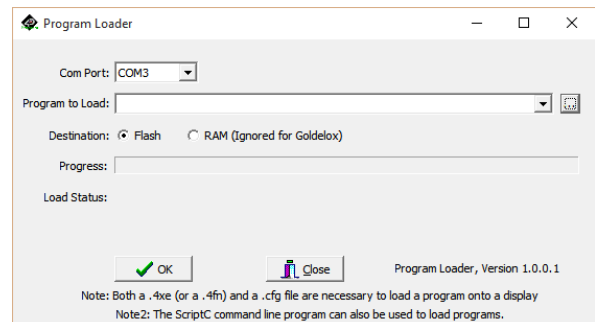 Program Loader
Com Port: COM3
Program to Load:
Destination: Flash RAM (Ignored for Goldelox)
Progress:
Load Status:
OK Close Program Loader, Version 1.0.0.1
Note: Both a .4xe (or a .4fn) and a .cfg file are necessary to load a program onto a display
Note2: The ScriptC command line program can also be used to load programs.